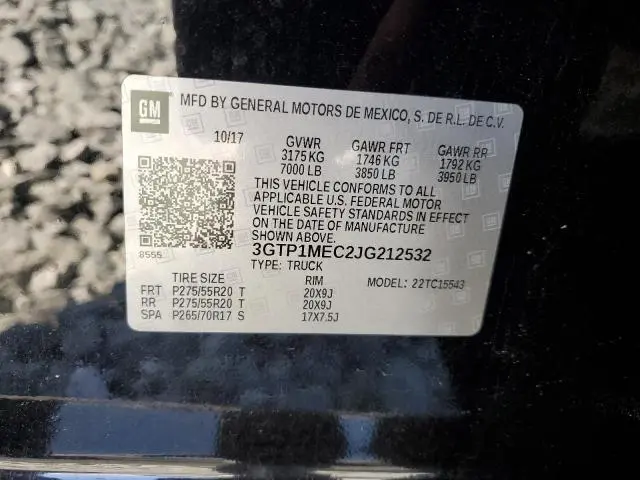 GM
MFD BY GENERAL MOTORS DE MEXICO, S. DE R.L. DE C.V.
10/17 GVWR GAWR FRT GAWR RR
3175 KG 1746 KG 1792 KG
7000 LB 3850 LB 3950 LB
THIS VEHICLE CONFORMS TO ALL
APPLICABLE U.S. FEDERAL MOTOR
VEHICLE SAFETY STANDARDS IN EFFECT
ON THE DATE OF MANUFACTURE
SHOWN ABOVE.
3GTP1MEC2JG212532
8555 TYPE: TRUCK
TIRE SIZE RIM MODEL: 22TC15543
FRT P275/55R20 T 20X9J
RR P275/55R20 T 20X9J
SPA P265/70R17 S 17X7.5J